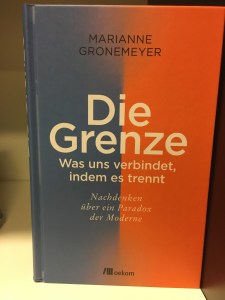 MARIANNE
GRONEMEYER
Die
Grenze
Was uns verbindet,
indem es trennt
Nachdenken
über ein Paradox
der Moderne
oekom